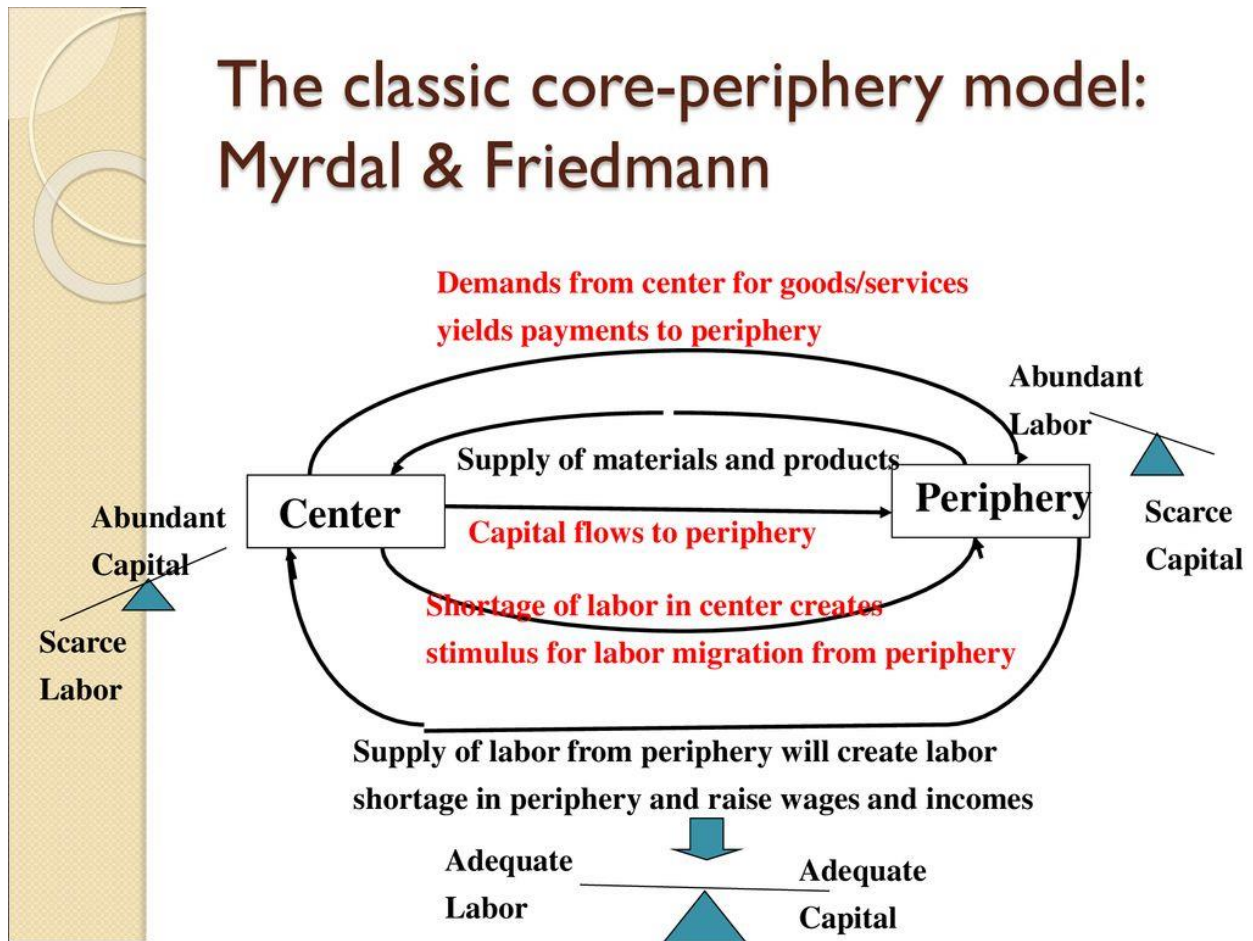 The classic core-periphery model:
Myrdal & Friedmann
Demands from center for goods/services
yields payments to periphery
Abundant
Labor
Supply of materials and products
Center
Periphery
Abundant
Capital
Capital flows to periphery
Scarce
Capital
Scarce
Labor
Shortage of labor in center creates
stimulus for labor migration from periphery
Supply of labor from periphery will create labor
shortage in periphery and raise wages and incomes
Adequate
Labor
Adequate
Capital